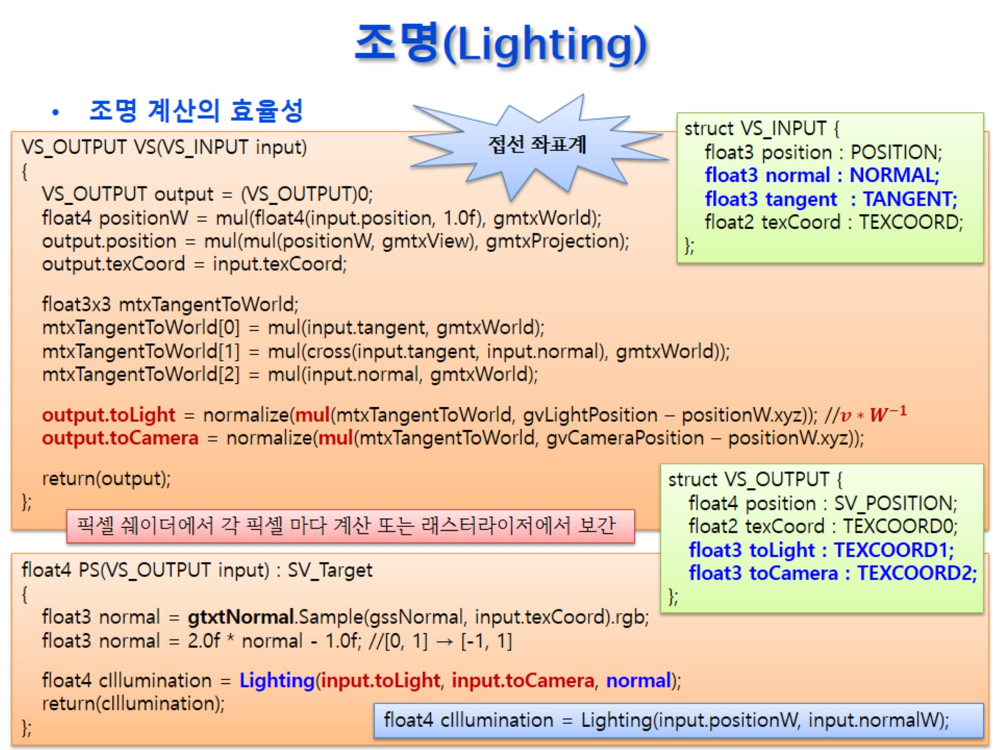 조명(Lighting)
• 조명 계산의 효율성
접선 좌표계
VS_OUTPUT VS(VS_INPUT input)
{
VS_OUTPUT output = (VS_OUTPUT)0;
float4 positionW = mul(float4(input.position, 1.0f), gmtxWorld);
output.position = mul(mul(positionW, gmtxView), gmtxProjection);
output.texCoord = input.texCoord;
float3x3 mtxTangentToWorld;
mtxTangentToWorld[0] = mul(input.tangent, gmtxWorld);
mtxTangentToWorld[1] = mul(cross(input.tangent, input.normal), gmtxWorld));
mtxTangentToWorld[2] = mul(input.normal, gmtxWorld);
output.toLight = normalize(mul(mtxTangentToWorld, gvLightPosition – positionW.xyz)); //v ∗ W⁻¹
output.toCamera = normalize(mul(mtxTangentToWorld, gvCameraPosition – positionW.xyz));
return(output);
};
struct VS_INPUT {
float3 position : POSITION;
float3 normal : NORMAL;
float3 tangent : TANGENT;
float2 texCoord : TEXCOORD;
};
픽셀 쉐이더에서 각 픽셀 마다 계산 또는 래스터라이저에서 보간
struct VS_OUTPUT {
float4 position : SV_POSITION;
float2 texCoord : TEXCOORD0;
float3 toLight : TEXCOORD1;
float3 toCamera : TEXCOORD2;
};
float4 PS(VS_OUTPUT input) : SV_Target
{
float3 normal = gtxtNormal.Sample(gssNormal, input.texCoord).rgb;
float3 normal = 2.0f * normal - 1.0f; //[0, 1] → [-1, 1]
float4 cIllumination = Lighting(input.toLight, input.toCamera, normal);
return(cIllumination);
};
float4 cIllumination = Lighting(input.positionW, input.normalW);